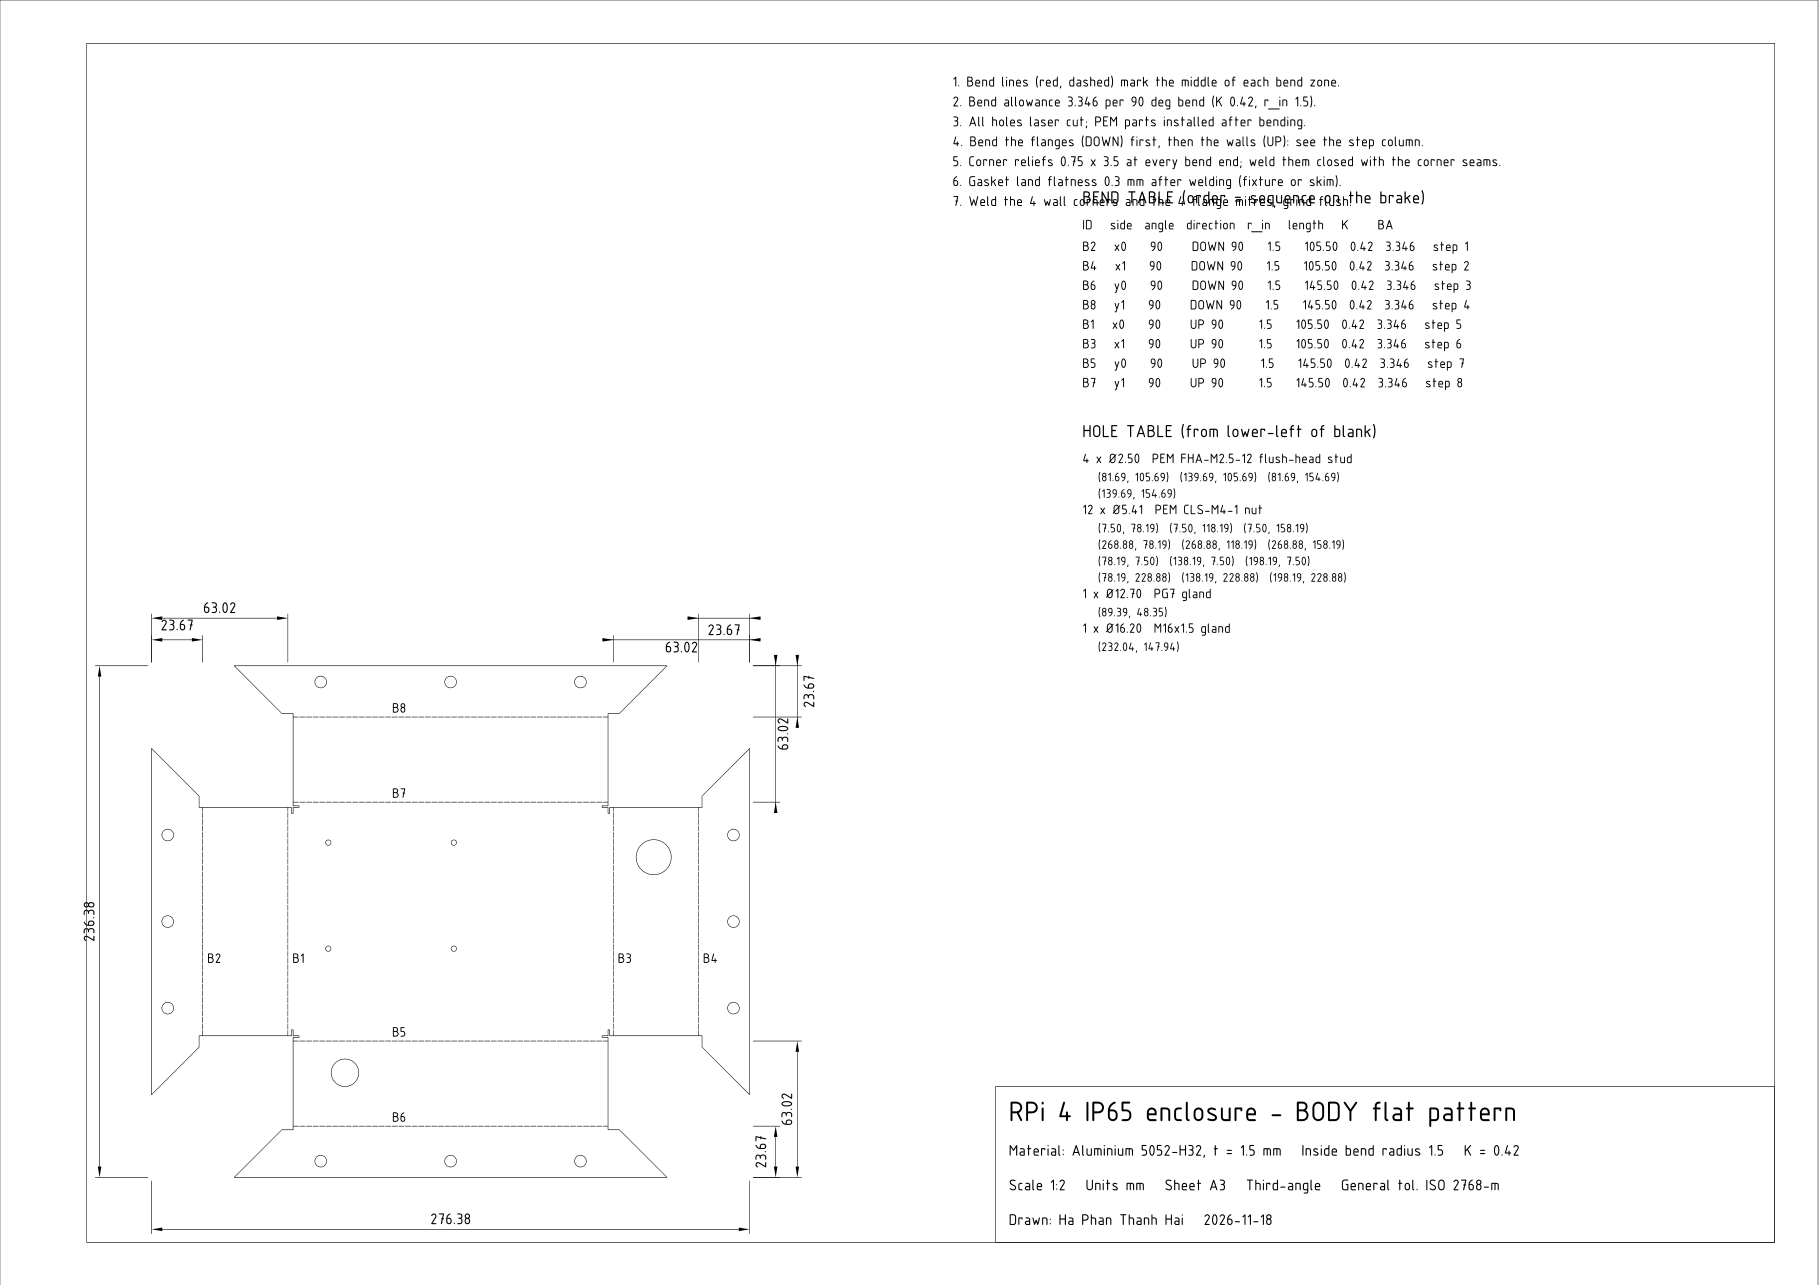 1. Bend lines (red, dashed) mark the middle of each bend zone.
2. Bend allowance 3.346 per 90 deg bend (K 0.42, r_in 1.5).
3. All holes laser cut; PEM parts installed after bending.
4. Bend the flanges (DOWN) first, then the walls (UP): see the step column.
5. Corner reliefs 0.75 x 3.5 at every bend end; weld them closed with the corner seams.
6. Gasket land flatness 0.3 mm after welding (fixture or skim).
7. Weld the 4 wall corners and the 4 flange mitres, grind flush.
BEND TABLE (order = sequence on the brake)
ID side angle direction r_in length K BA
B2 x0 90 DOWN 90 1.5 105.50 0.42 3.346 step 1
B4 x1 90 DOWN 90 1.5 105.50 0.42 3.346 step 2
B6 y0 90 DOWN 90 1.5 145.50 0.42 3.346 step 3
B8 y1 90 DOWN 90 1.5 145.50 0.42 3.346 step 4
B1 x0 90 UP 90 1.5 105.50 0.42 3.346 step 5
B3 x1 90 UP 90 1.5 105.50 0.42 3.346 step 6
B5 y0 90 UP 90 1.5 145.50 0.42 3.346 step 7
B7 y1 90 UP 90 1.5 145.50 0.42 3.346 step 8
HOLE TABLE (from lower-left of blank)
4 x Ø2.50 PEM FHA-M2.5-12 flush-head stud
(81.69, 105.69) (139.69, 105.69) (81.69, 154.69)
(139.69, 154.69)
12 x Ø5.41 PEM CLS-M4-1 nut
(7.50, 78.19) (7.50, 118.19) (7.50, 158.19)
(268.88, 78.19) (268.88, 118.19) (268.88, 158.19)
(78.19, 7.50) (138.19, 7.50) (198.19, 7.50)
(78.19, 228.88) (138.19, 228.88) (198.19, 228.88)
1 x Ø12.70 PG7 gland
(89.39, 48.35)
1 x Ø16.20 M16x1.5 gland
(232.04, 147.94)
63.02
23.67
23.67
63.02
23.67
63.02
B8
B7
236.38
B2
B1
B3
B4
B5
B6
63.02
23.67
276.38
RPi 4 IP65 enclosure - BODY flat pattern
Material: Aluminium 5052-H32, t = 1.5 mm Inside bend radius 1.5 K = 0.42
Scale 1:2 Units mm Sheet A3 Third-angle General tol. ISO 2768-m
Drawn: Ha Phan Thanh Hai 2026-11-18